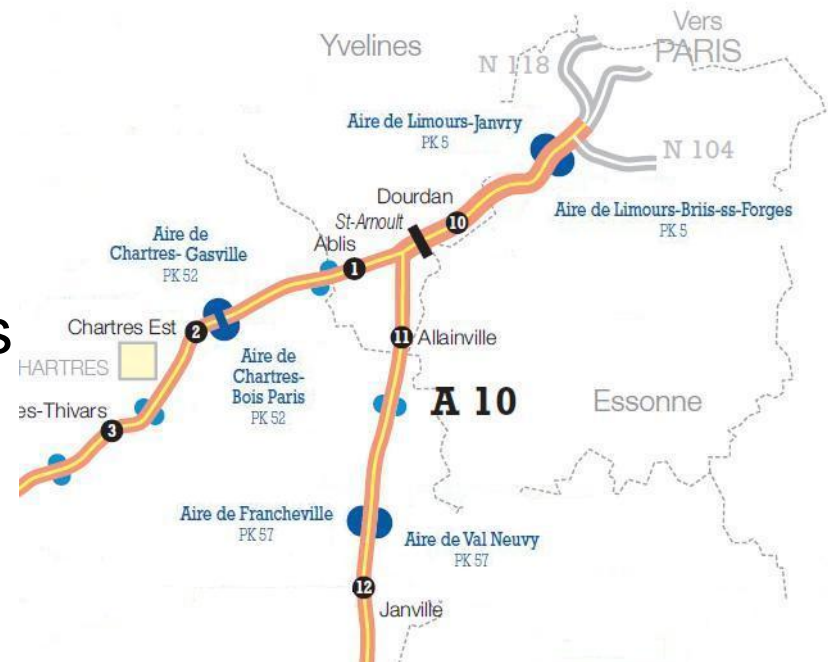 Yvelines
Vers
PARIS
N 118
Aire de Limours-Janvry
PK 5
N 104
Dourdan
10
Aire de Limours-Briis-ss-Forges
PK 5
St-Arnoult
Ablis
1
Aire de
Chartres- Gasville
PK 52
s
Chartres Est
2
11
Allainville
HARTRES
Aire de
Chartres-
Bois Paris
PK 52
A 10
Essonne
es-Thivars
3
Aire de Francheville
PK 57
Aire de Val Neuvy
PK 57
12
Janville